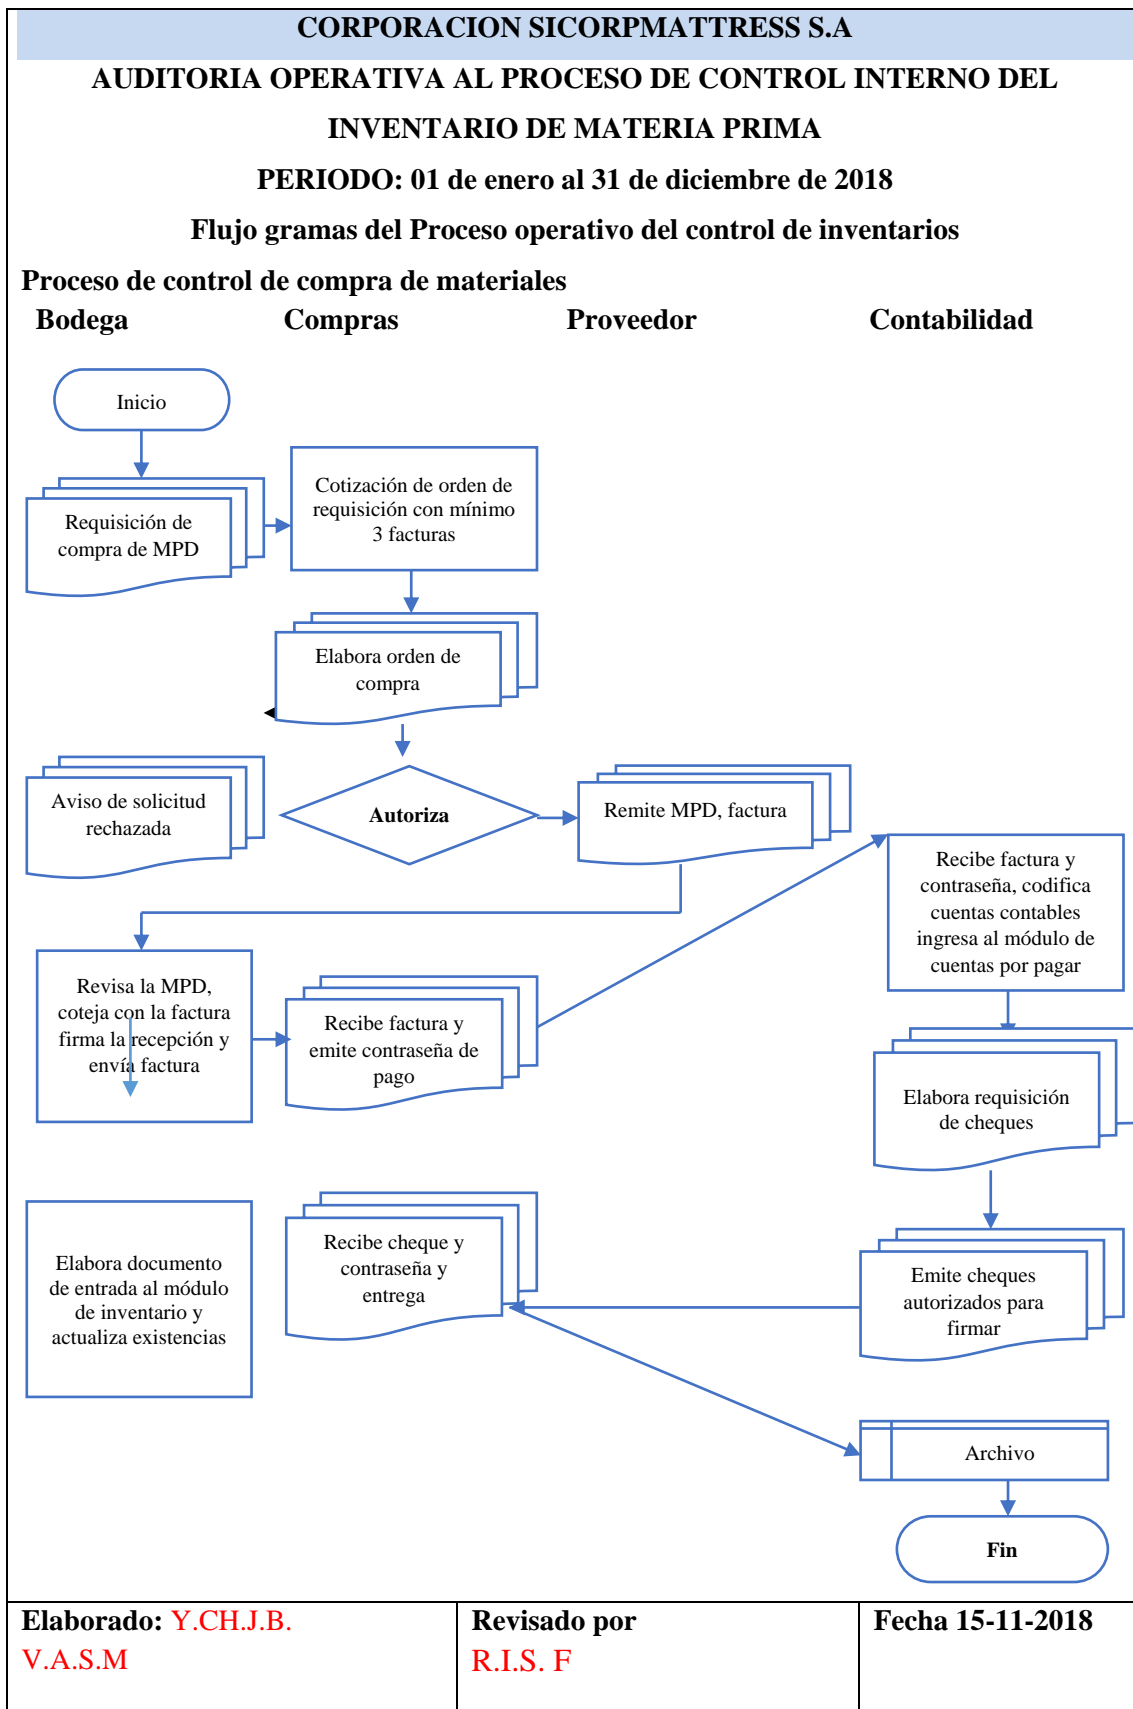 CORPORACION SICORPMATTRESS S.A
AUDITORIA OPERATIVA AL PROCESO DE CONTROL INTERNO DEL
INVENTARIO DE MATERIA PRIMA
PERIODO: 01 de enero al 31 de diciembre de 2018
Flujo gramas del Proceso operativo del control de inventarios
Proceso de control de compra de materiales
Bodega Compras Proveedor Contabilidad
Inicio
Requisición de
compra de MPD
Cotización de orden de
requisición con mínimo
3 facturas
Elabora orden de
compra
Aviso de solicitud
rechazada
Autoriza
Remite MPD, factura
Recibe factura y
contraseña, codifica
cuentas contables
ingresa al módulo de
cuentas por pagar
Revisa la MPD,
coteja con la factura
firma la recepción y
envía factura
Recibe factura y
emite contraseña de
pago
Elabora requisición
de cheques
Elabora documento
de entrada al módulo
de inventario y
actualiza existencias
Recibe cheque y
contraseña y
entrega
Emite cheques
autorizados para
firmar
Archivo
Fin
Elaborado: Y.CH.J.B.
V.A.S.M
Revisado por
R.I.S. F
Fecha 15-11-2018